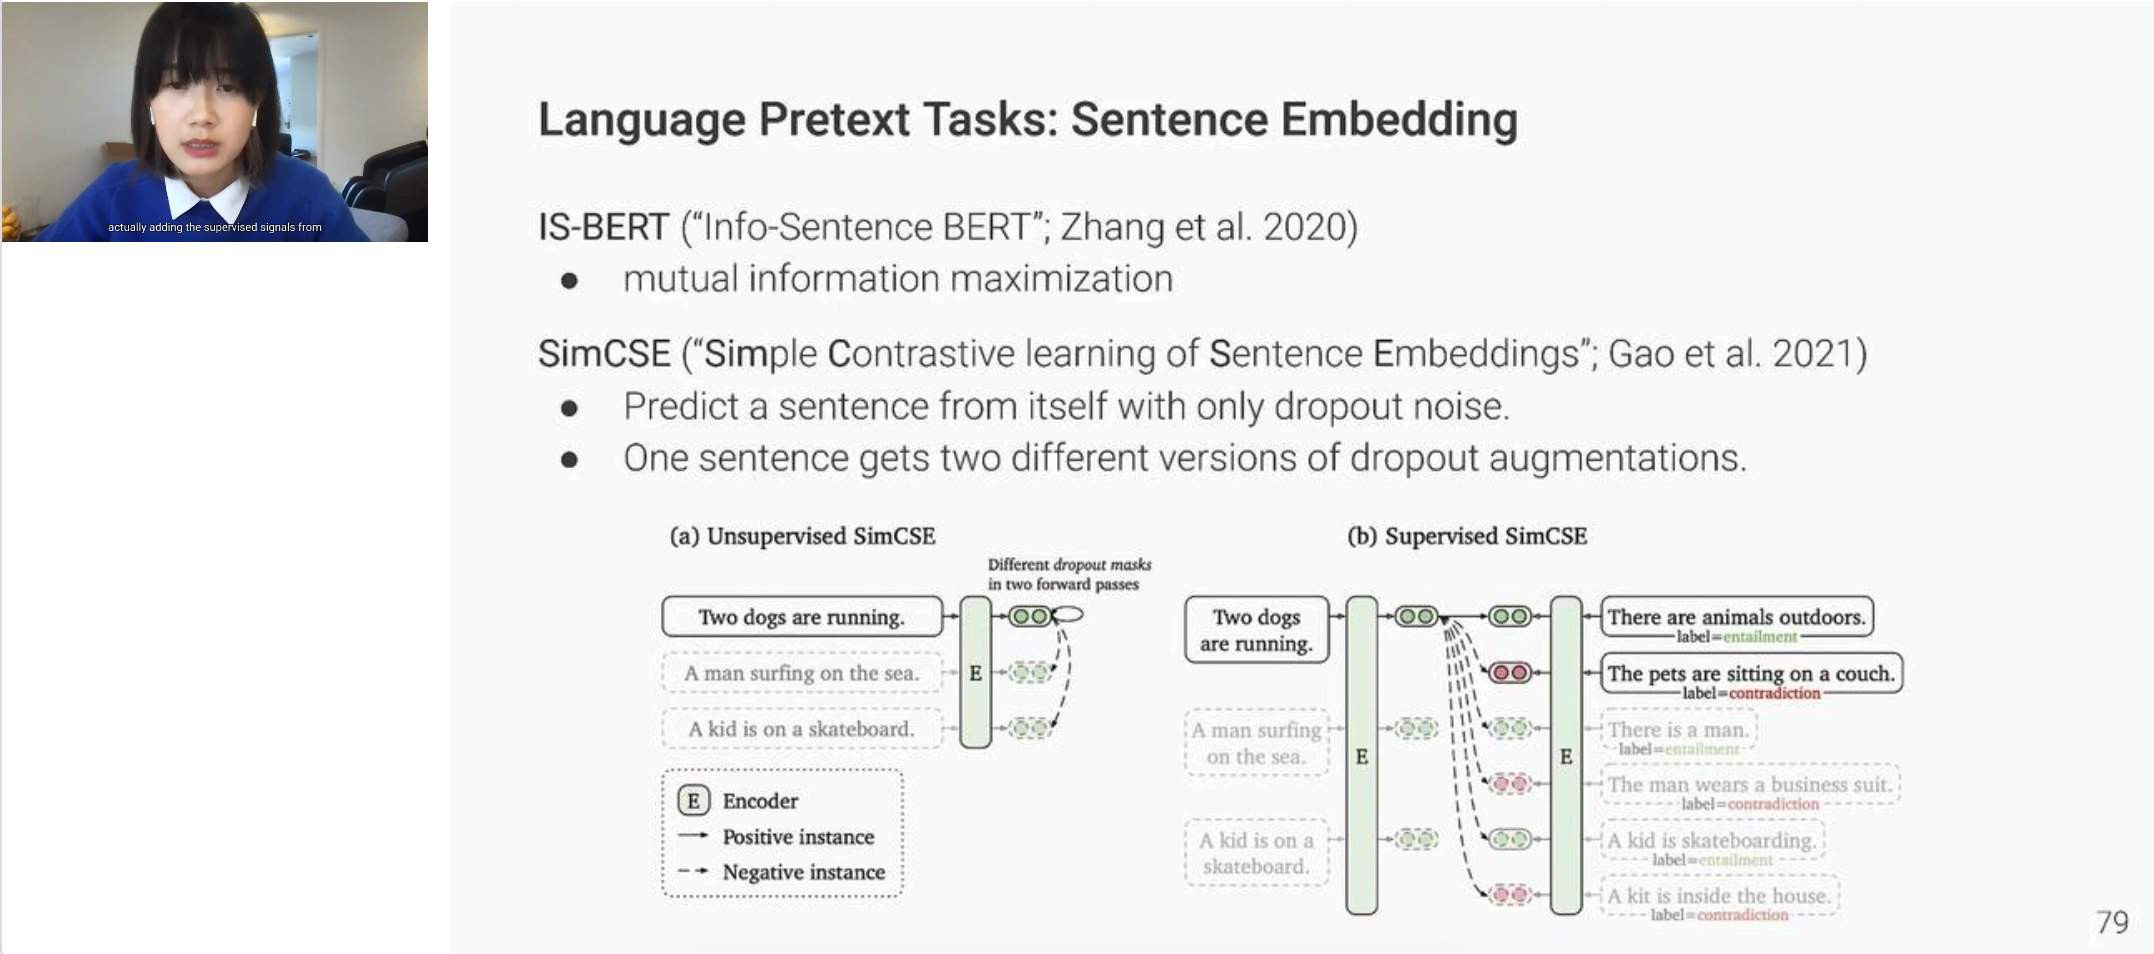 actually adding the supervised signals from
Language Pretext Tasks: Sentence Embedding
IS-BERT (“Info-Sentence BERT”; Zhang et al. 2020)
● mutual information maximization
SimCSE (“Simple Contrastive learning of Sentence Embeddings”; Gao et al. 2021)
● Predict a sentence from itself with only dropout noise.
● One sentence gets two different versions of dropout augmentations.
(a) Unsupervised SimCSE
Different dropout masks
in two forward passes
Two dogs are running.
A man surfing on the sea.
E
A kid is on a skateboard.
E Encoder
Positive instance
Negative instance
(b) Supervised SimCSE
Two dogs
are running.
A man surfing
on the sea.
A kid is on a
skateboard.
E
E
There are animals outdoors.
label=entailment
The pets are sitting on a couch.
label=contradiction
There is a man.
label=entailment
The man wears a business suit.
label=contradiction
A kid is skateboarding.
label=entailment
A kit is inside the house.
label=contradiction
79